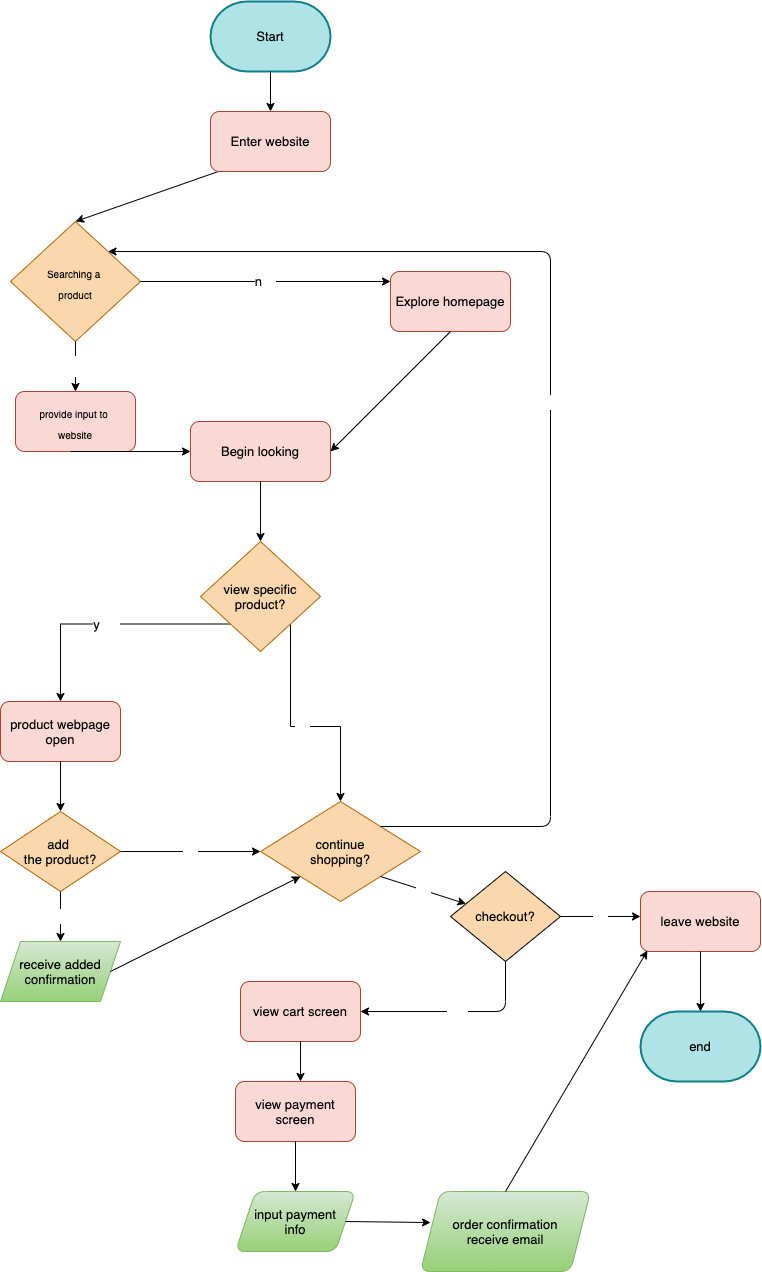 Start
Enter website
Searching a
product
n
Explore homepage
provide input to
website
Begin looking
view specific
product?
y
product webpage
open
add
the product?
continue
shopping?
checkout?
leave website
receive added
confirmation
view cart screen
end
view payment
screen
input payment
info
order confirmation
receive email